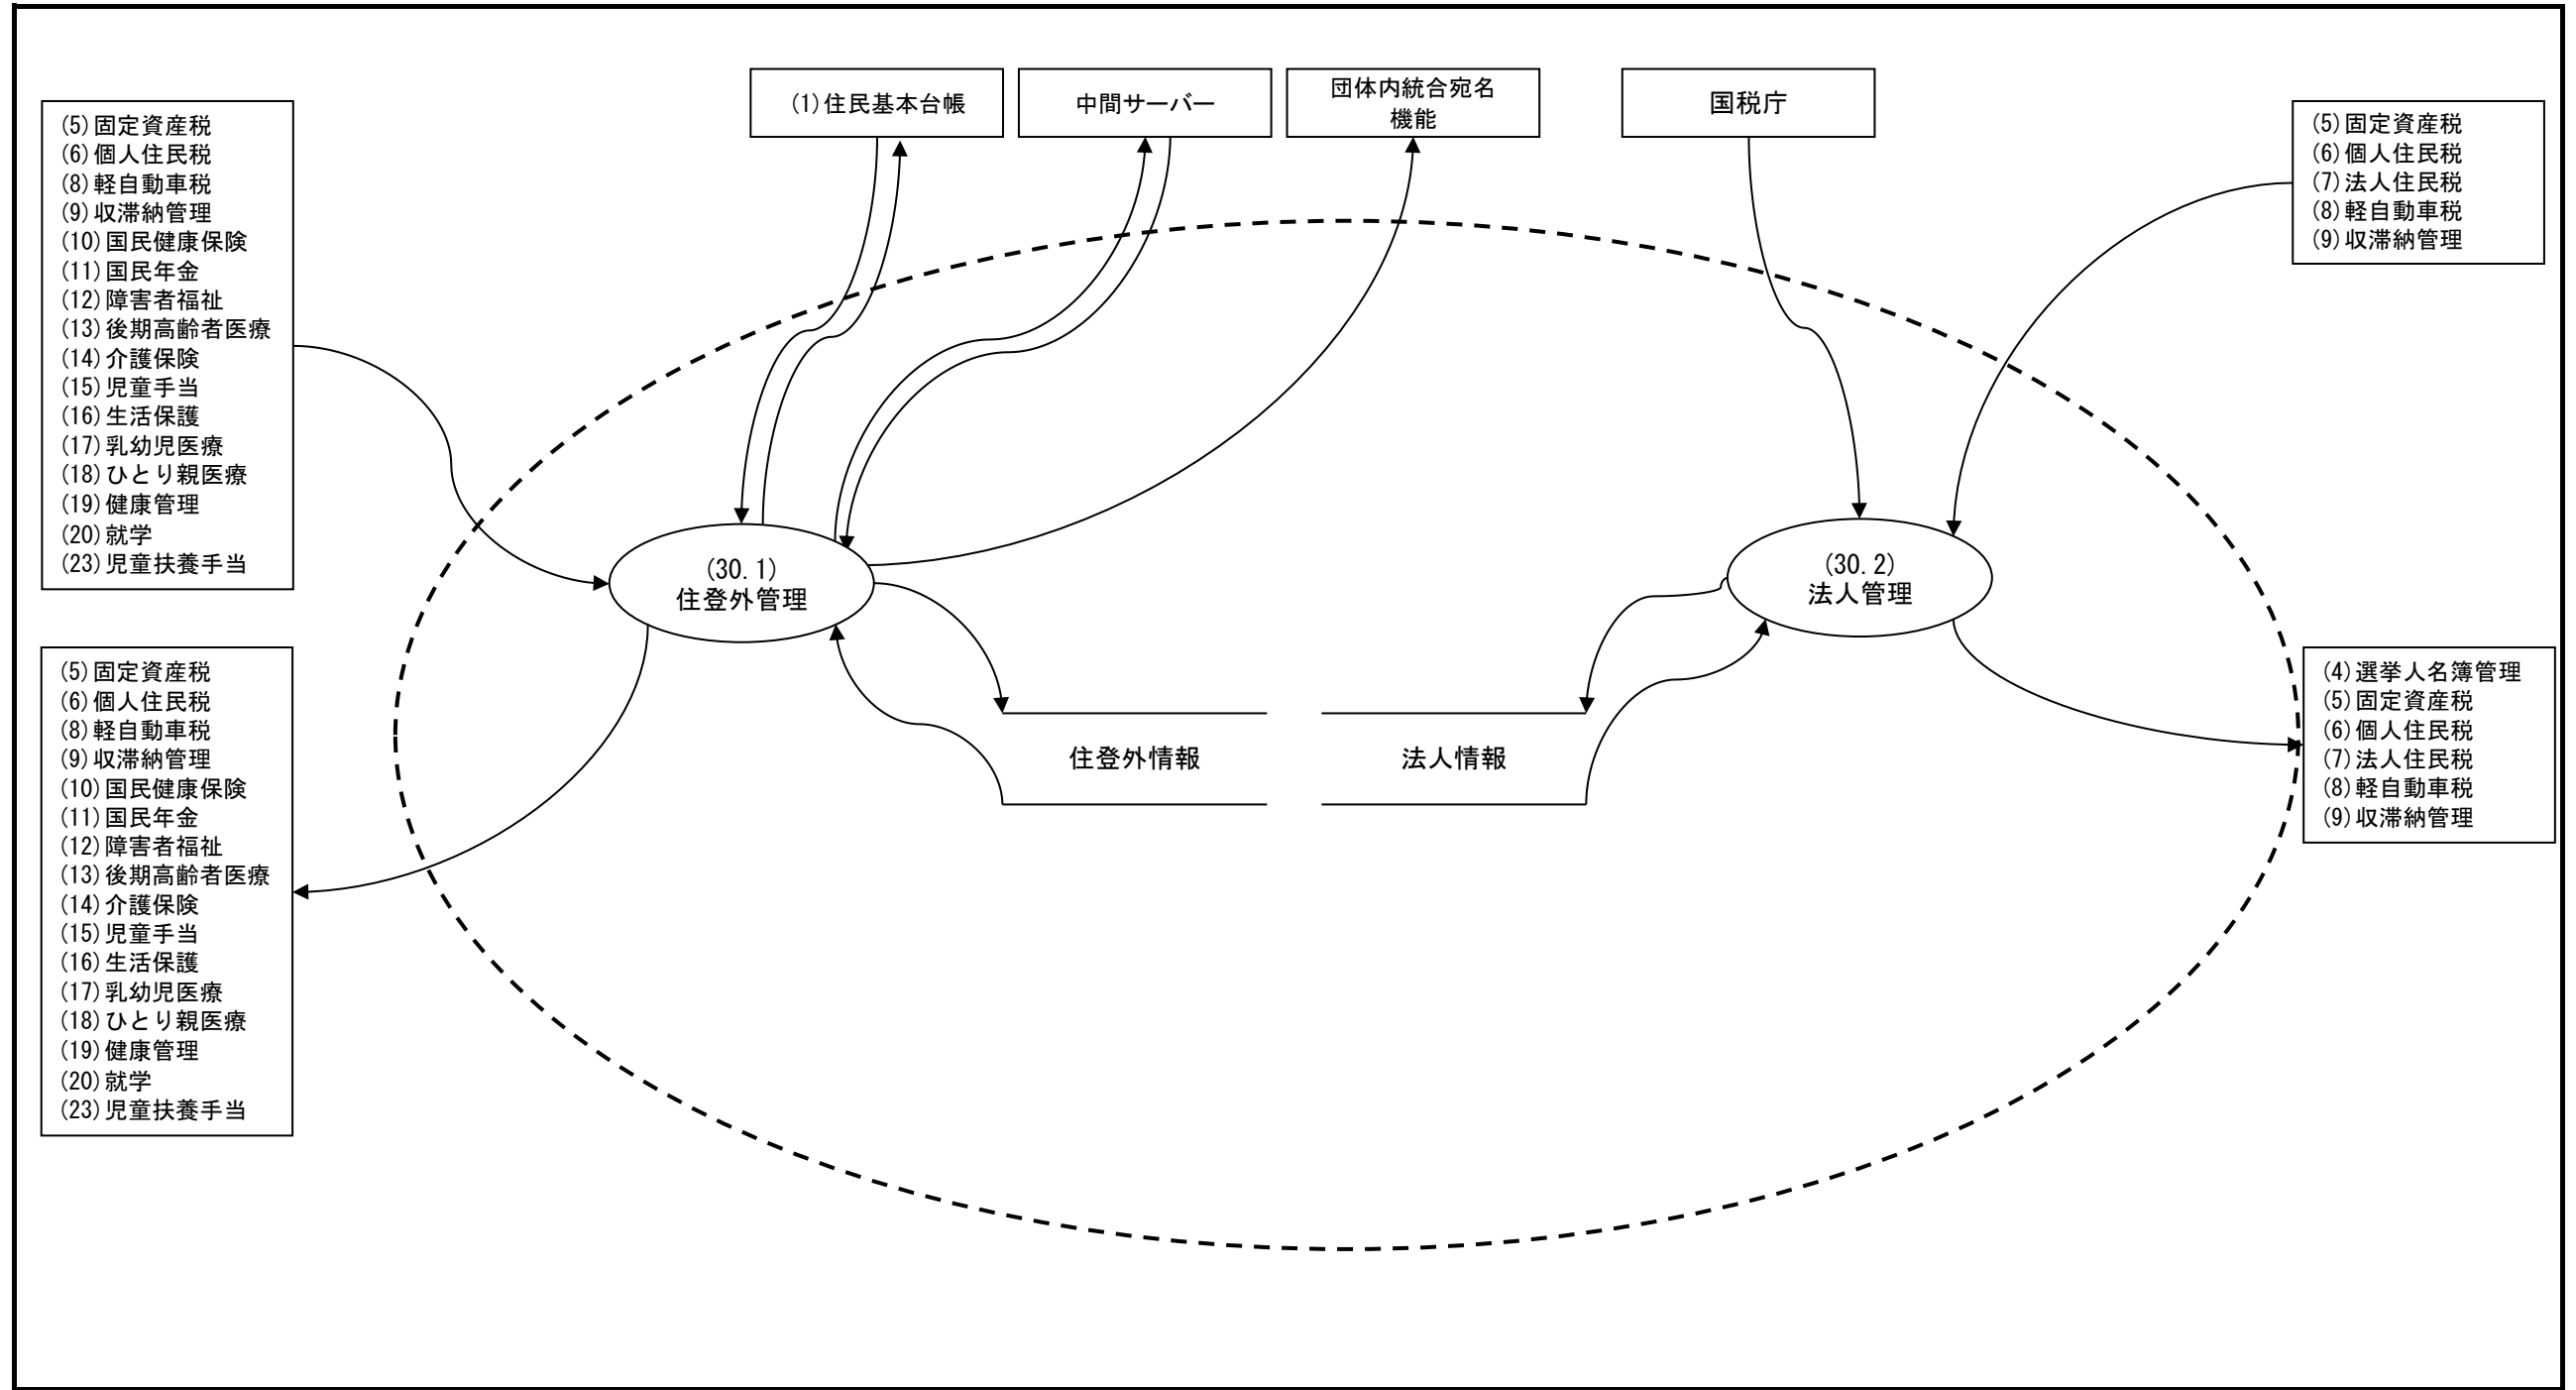 (1)住民基本台帳
中間サーバー
団体内統合宛名
機能
国税庁
(5)固定資産税
(6)個人住民税
(8)軽自動車税
(9)収滞納管理
(10)国民健康保険
(11)国民年金
(12)障害者福祉
(13)後期高齢者医療
(14)介護保険
(15)児童手当
(16)生活保護
(17)乳幼児医療
(18)ひとり親医療
(19)健康管理
(20)就学
(23)児童扶養手当
(5)固定資産税
(6)個人住民税
(7)法人住民税
(8)軽自動車税
(9)収滞納管理
(30.1)
住登外管理
(30.2)
法人管理
(5)固定資産税
(6)個人住民税
(8)軽自動車税
(9)収滞納管理
(10)国民健康保険
(11)国民年金
(12)障害者福祉
(13)後期高齢者医療
(14)介護保険
(15)児童手当
(16)生活保護
(17)乳幼児医療
(18)ひとり親医療
(19)健康管理
(20)就学
(23)児童扶養手当
住登外情報
法人情報
(4)選挙人名簿管理
(5)固定資産税
(6)個人住民税
(7)法人住民税
(8)軽自動車税
(9)収滞納管理